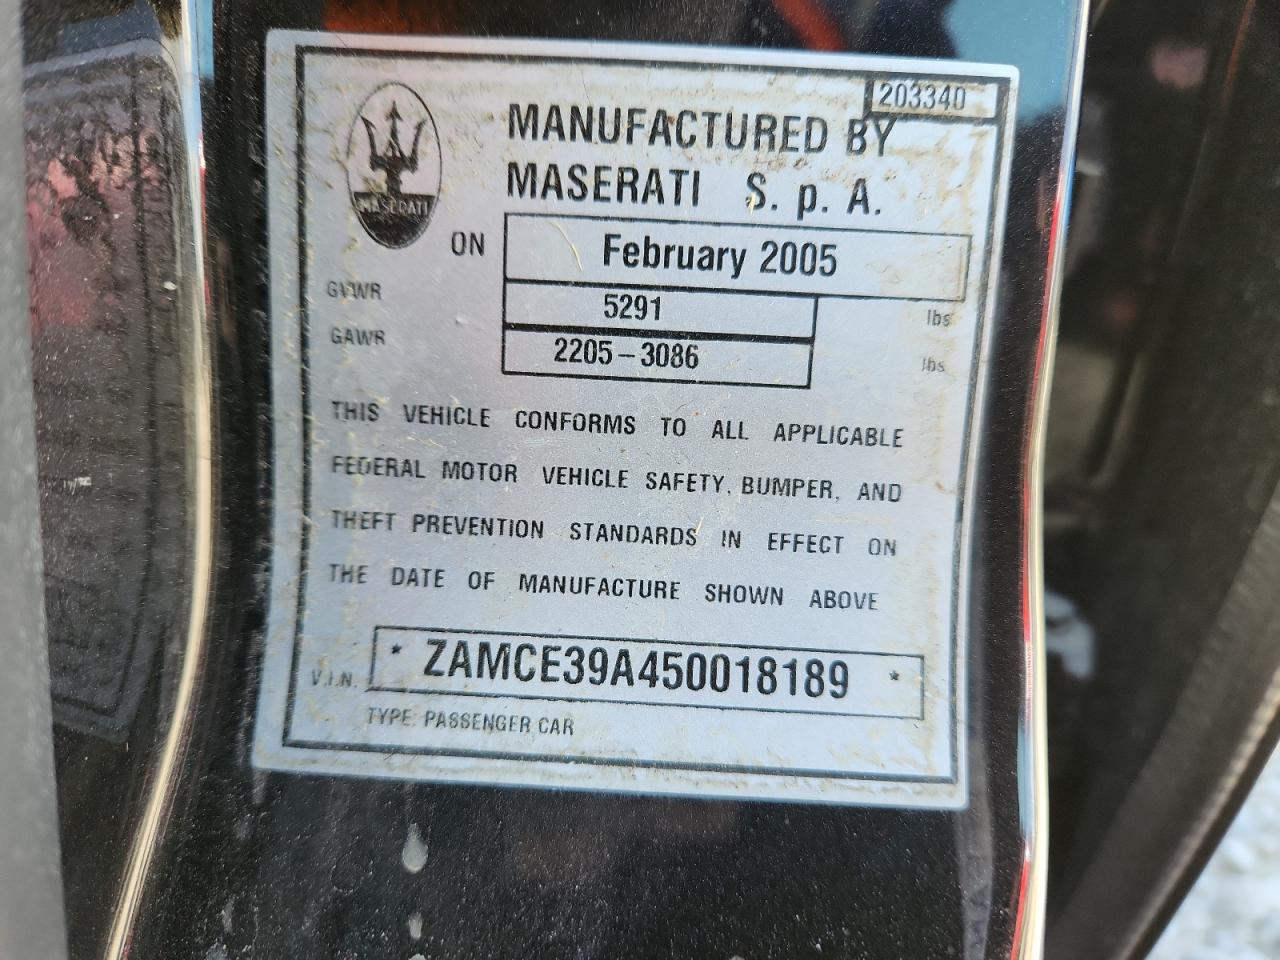 203340
MANUFACTURED BY
MASERATI S. p. A.
MASERATI
ON February 2005
GVWR 5291 lbs
GAWR 2205-3086 lbs
THIS VEHICLE CONFORMS TO ALL APPLICABLE
FEDERAL MOTOR VEHICLE SAFETY, BUMPER, AND
THEFT PREVENTION STANDARDS IN EFFECT ON
THE DATE OF MANUFACTURE SHOWN ABOVE
V.I.N. * ZAMCE39A450018189 *
TYPE: PASSENGER CAR